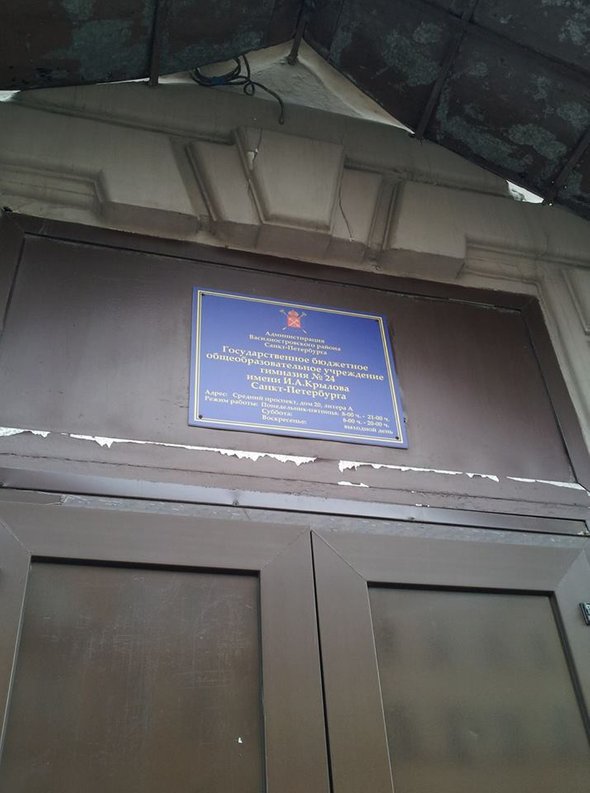 Администрация
Василеостровского района
Санкт-Петербурга
Государственное бюджетное
общеобразовательное учреждение
гимназия № 24
имени И.А.Крылова
Санкт-Петербурга
Адрес: Средний проспект, дом 20, литера А
Режим работы: Понедельник-пятница: 8-00 ч. - 21-00 ч.
Суббота: 8-00 ч. - 20-00 ч.
Воскресенье: выходной день